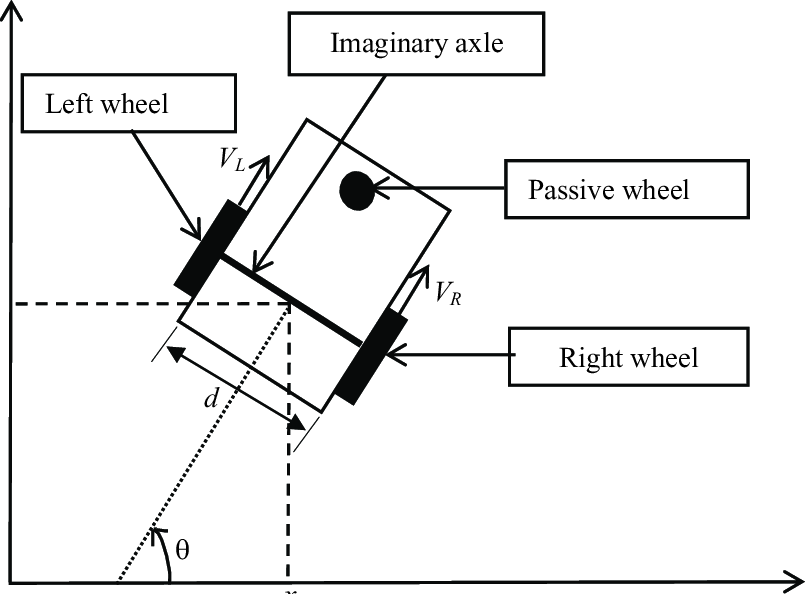 Imaginary axle
Left wheel
V_L
Passive wheel
V_R
Right wheel
d
θ